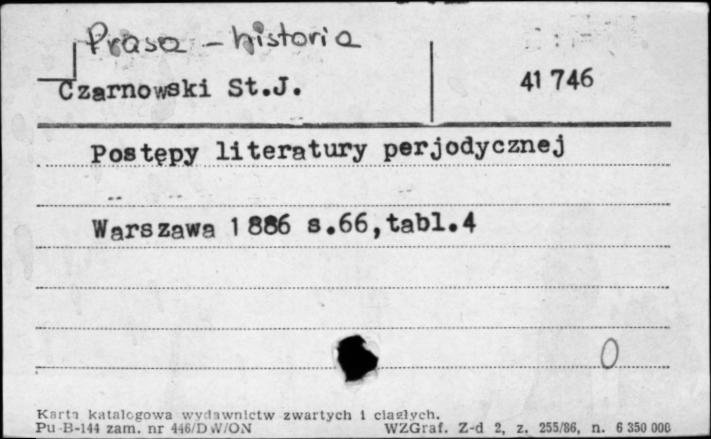 Prasa - historia
Czarnowski St.J.
41 746
Postępy literatury perjodycznej
Warszawa 1886 s.66,tabl.4
0
Karta katalogowa wydawnictw zwartych i ciągłych.
Pu-B-144 zam. nr 446/DW/ON WZGraf. Z-d 2, z. 255/86, n. 6 350 000